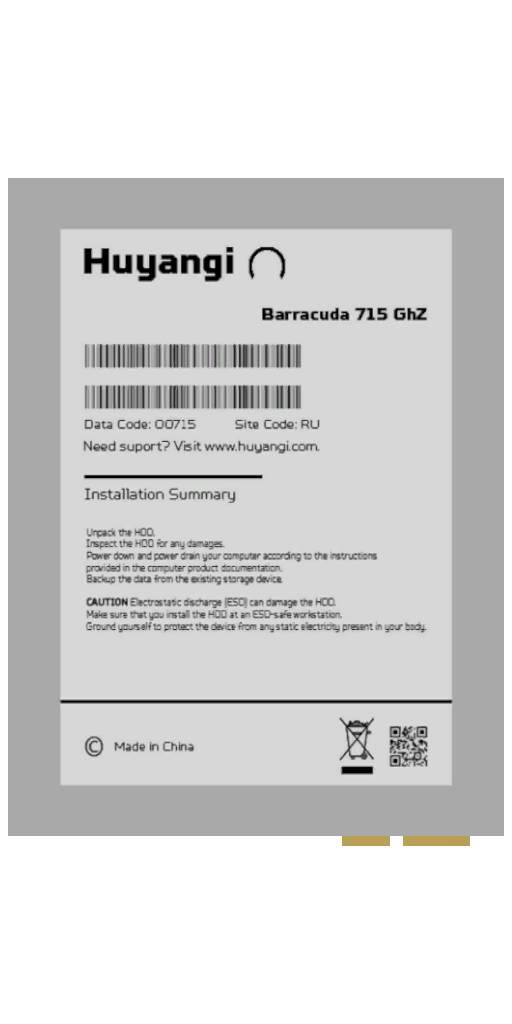 Huyangi
Barracuda 715 GhZ
Data Code: 00715 Site Code: RU
Need suport? Visit www.huyangi.com.
Installation Summary
Unpack the HDD.
Inspect the HDD for any damages.
Power down and power drain your computer according to the instructions
provided in the computer product documentation.
Backup the data from the existing storage device.
CAUTION Electrostatic discharge (ESD) can damage the HDD.
Make sure that you install the HDD at an ESD-safe workstation.
Ground yourself to protect the device from any static electricity present in your body.
© Made in China